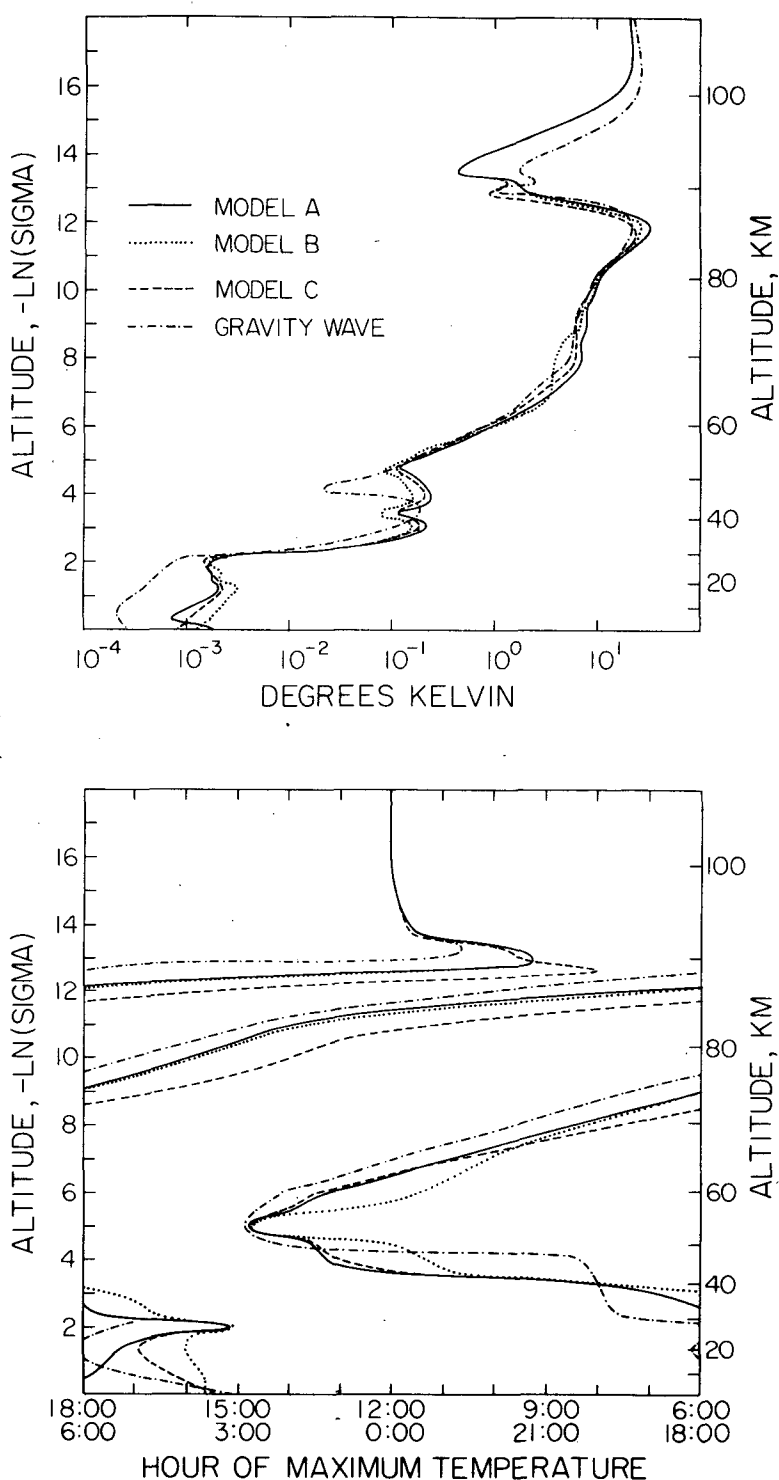 16
14
12
10
8
6
4
2
ALTITUDE, -LN(SIGMA)
100
80
60
40
20
ALTITUDE, KM
MODEL A
MODEL B
MODEL C
GRAVITY WAVE
10-4 10-3 10-2 10-1 100 101
DEGREES KELVIN
16
14
12
10
8
6
4
2
ALTITUDE, -LN(SIGMA)
100
80
60
40
20
ALTITUDE, KM
18:00 15:00 12:00 9:00 6:00
6:00 3:00 0:00 21:00 18:00
HOUR OF MAXIMUM TEMPERATURE